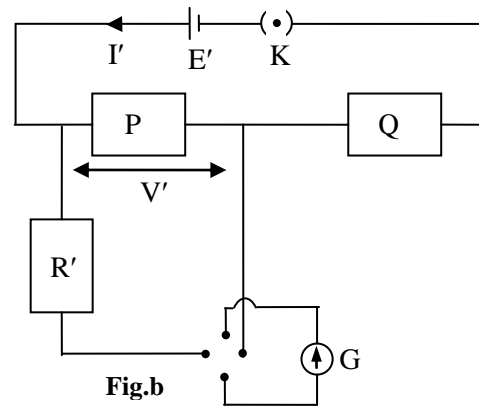 I′ E′ K
P Q
V′
R′
G
Fig.b